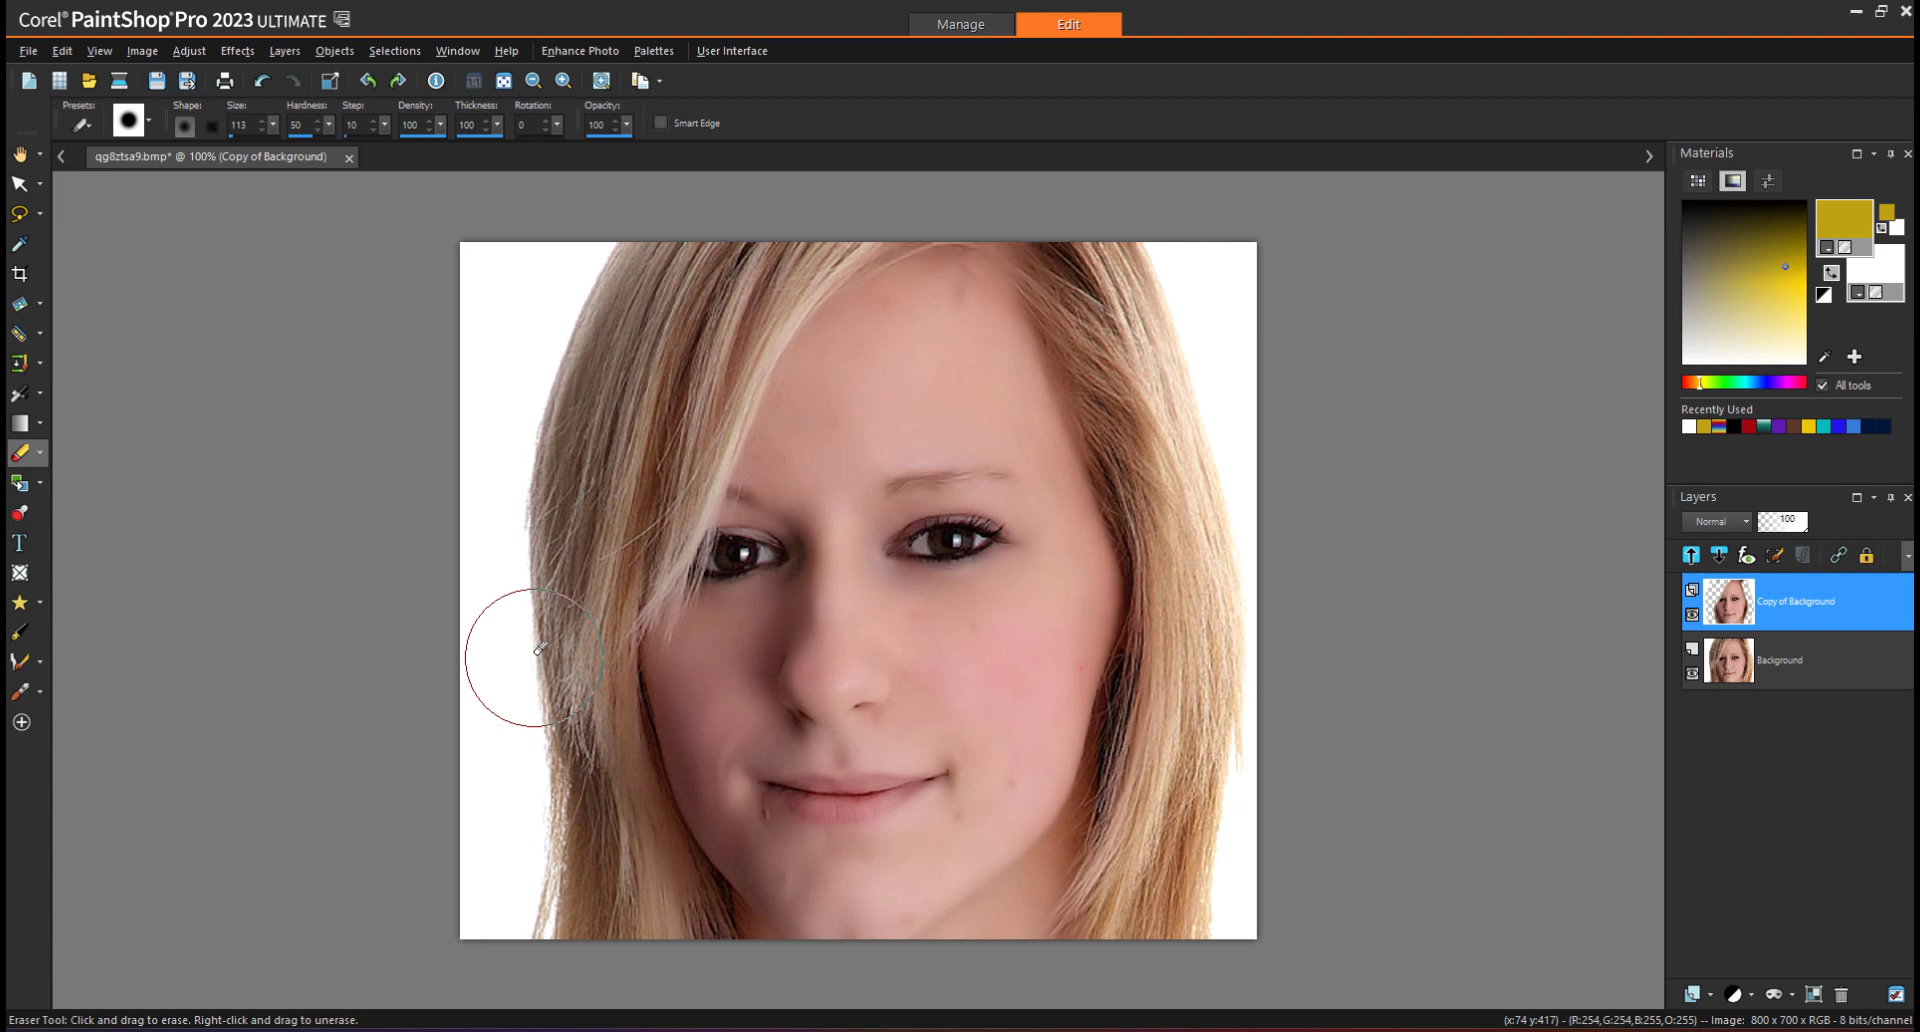 Corel® PaintShop® Pro 2023 ULTIMATE
Manage
Edit
File Edit View Image Adjust Effects Layers Objects Selections Window Help Enhance Photo Palettes User Interface
Presets: Shape: Size: Hardness: Step: Density: Thickness: Rotation: Opacity:
113 50 10 100 100 0 100 Smart Edge
qg8ztsa9.bmp* @ 100% (Copy of Background)
Materials
All tools
Recently Used
Layers
Normal 100
Copy of Background
Background
Eraser Tool: Click and drag to erase. Right-click and drag to unerase.
(x:74 y:417) - (R:254,G:254,B:255,O:255) -- Image: 800 x 700 x RGB - 8 bits/channel